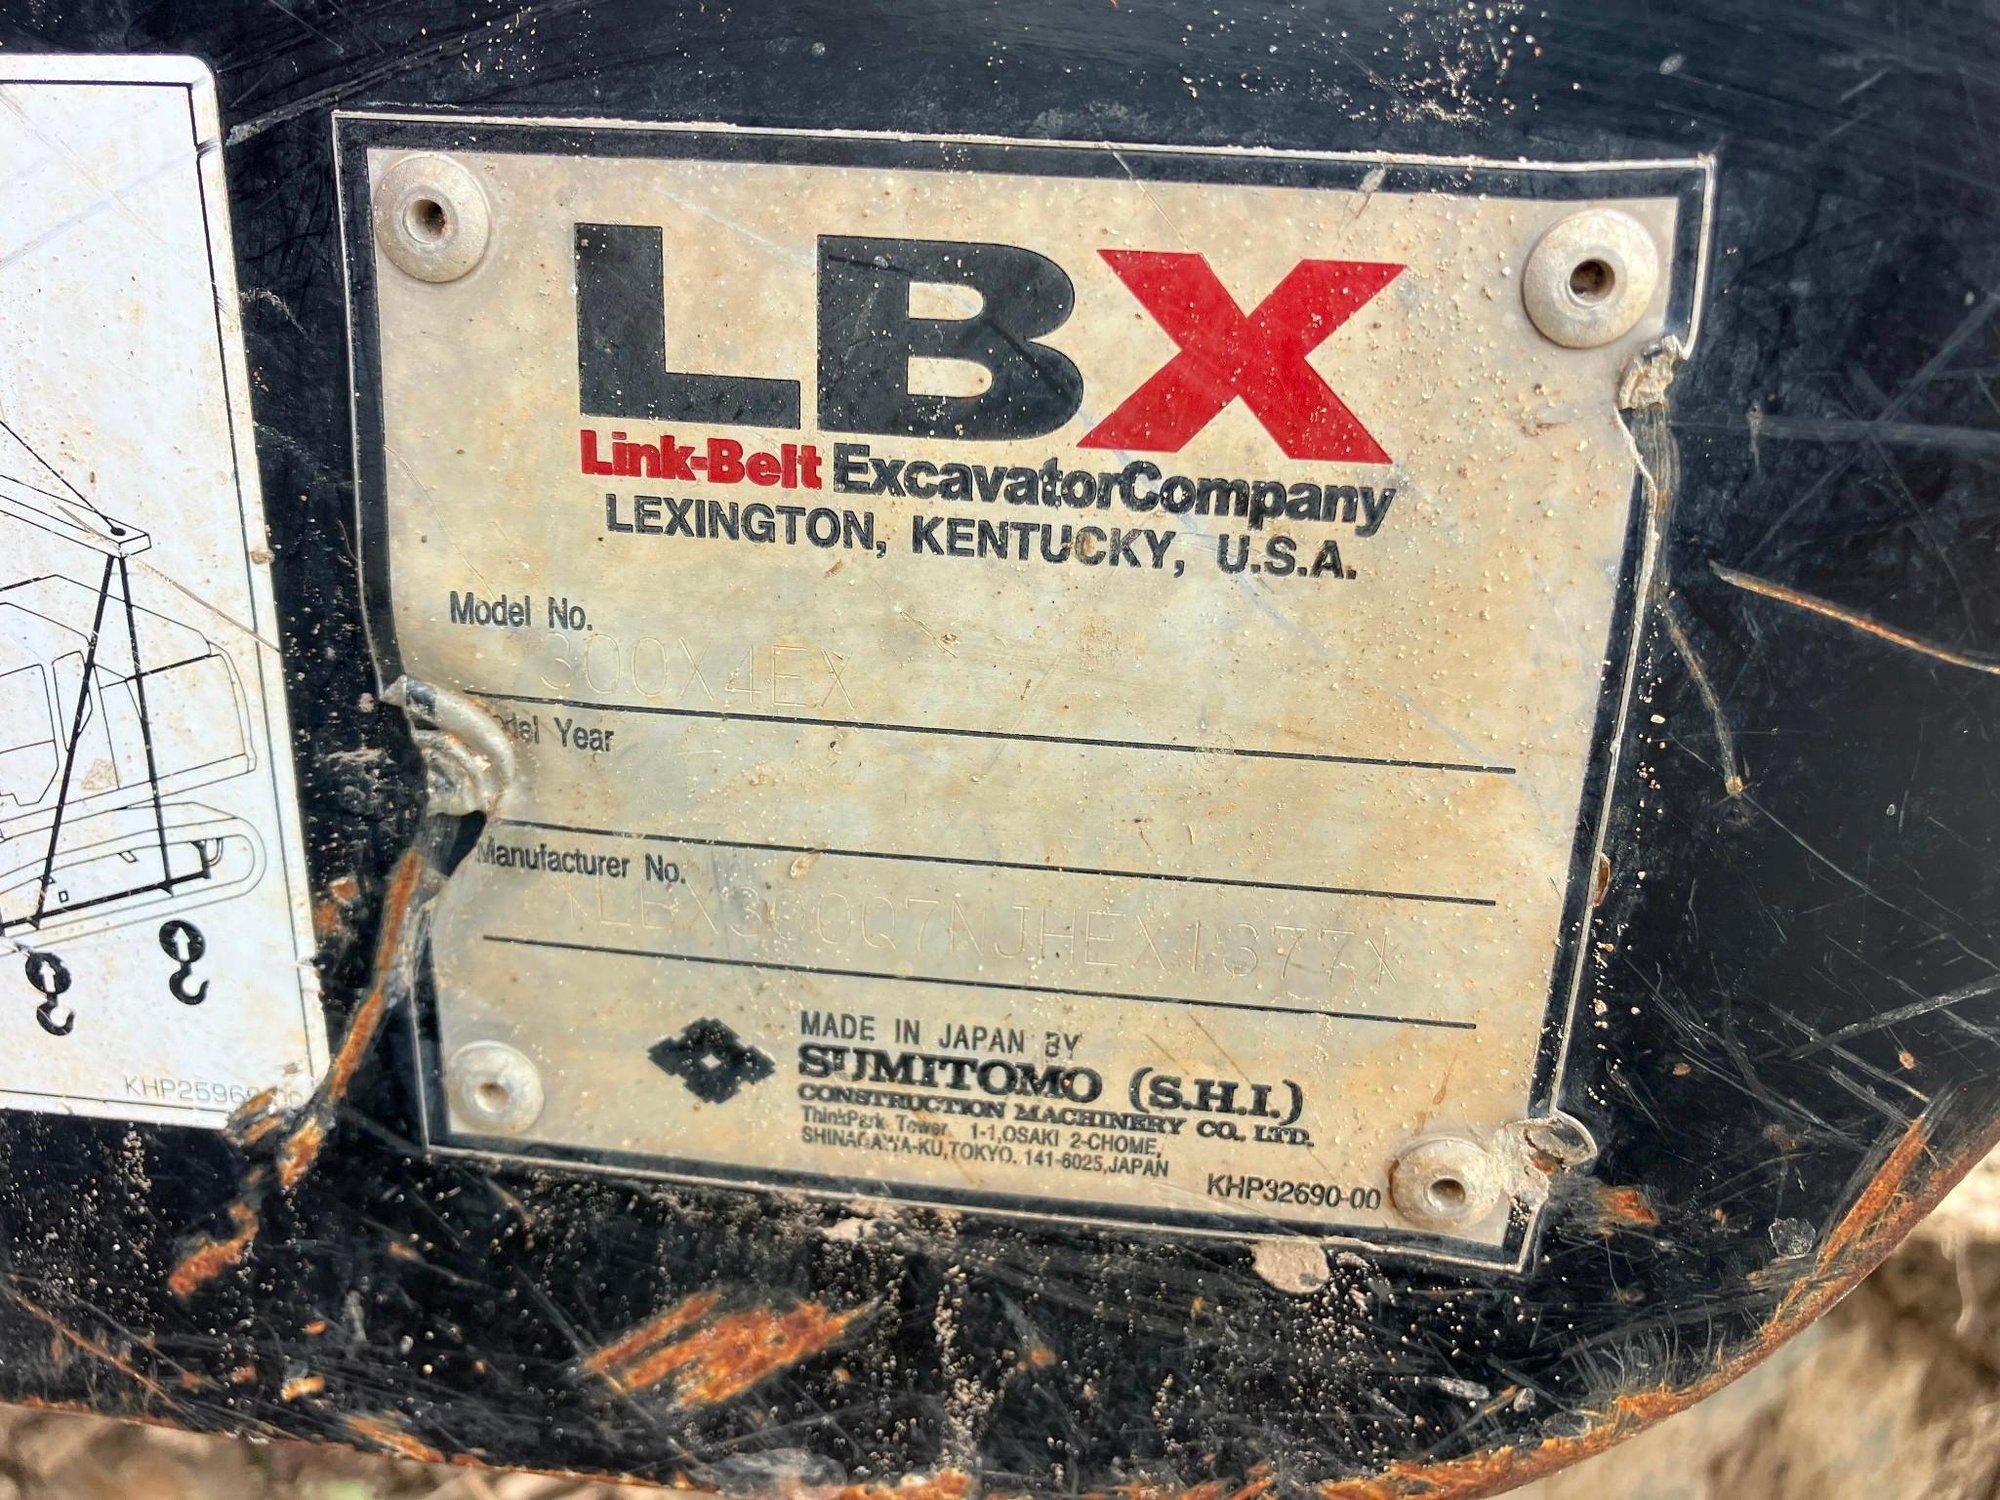 LBX
Link-Belt ExcavatorCompany
LEXINGTON, KENTUCKY, U.S.A.
Model No.
300X4EX
Model Year
Manufacturer No.
MADE IN JAPAN BY
SUMITOMO (S.H.I.)
CONSTRUCTION MACHINERY CO., LTD.
ThinkPark Tower 1-1,OSAKI 2-CHOME,
SHINAGAWA-KU,TOKYO. 141-6025,JAPAN
KHP32690-00